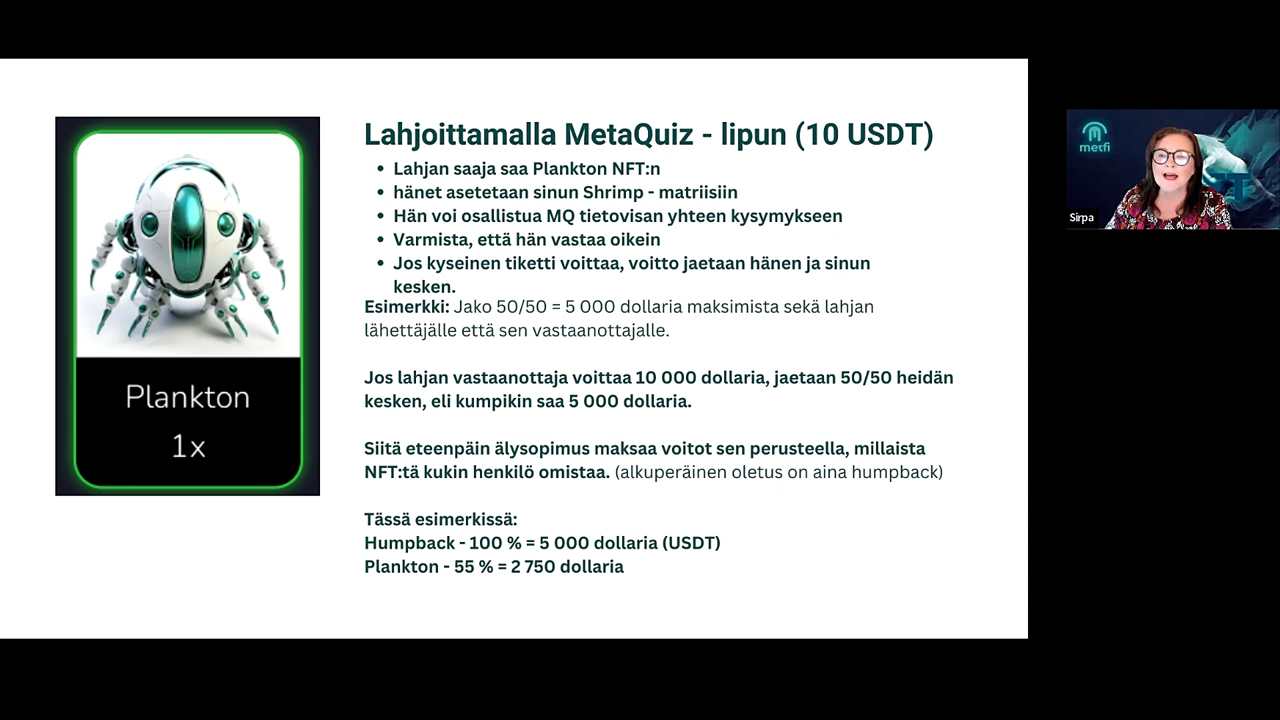 Lahjoittamalla MetaQuiz - lipun (10 USDT)
• Lahjan saaja saa Plankton NFT:n
• hänet asetetaan sinun Shrimp - matriisiin
• Hän voi osallistua MQ tietovisan yhteen kysymykseen
• Varmista, että hän vastaa oikein
• Jos kyseinen tiketti voittaa, voitto jaetaan hänen ja sinun
kesken.
Esimerkki: Jako 50/50 = 5 000 dollaria maksimista sekä lahjan
lähettäjälle että sen vastaanottajalle.
Jos lahjan vastaanottaja voittaa 10 000 dollaria, jaetaan 50/50 heidän
kesken, eli kumpikin saa 5 000 dollaria.
Siitä eteenpäin älysopimus maksaa voitot sen perusteella, millaista
NFT:tä kukin henkilö omistaa. (alkuperäinen oletus on aina humpback)
Tässä esimerkissä:
Humpback - 100 % = 5 000 dollaria (USDT)
Plankton - 55 % = 2 750 dollaria
Plankton
1x
metfi
Sirpa